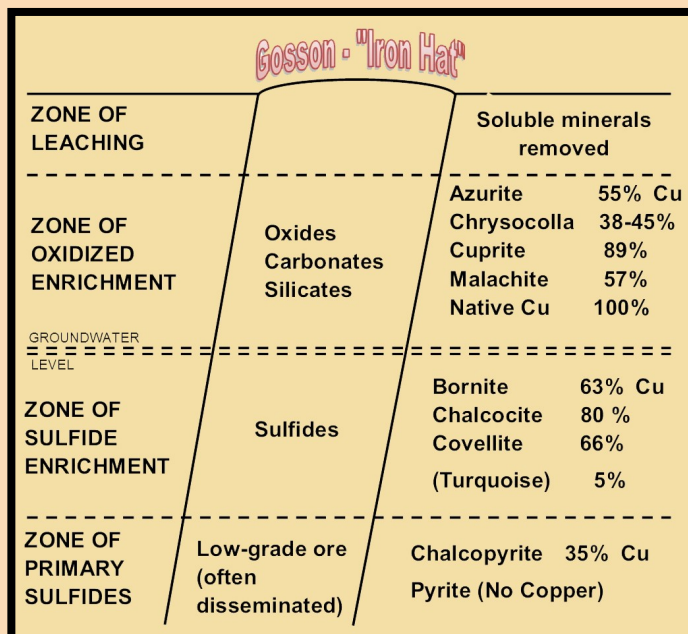 Gosson - "Iron Hat"
ZONE OF
LEACHING
Soluble minerals
removed
ZONE OF
OXIDIZED
ENRICHMENT
Oxides
Carbonates
Silicates
Azurite 55% Cu
Chrysocolla 38-45%
Cuprite 89%
Malachite 57%
Native Cu 100%
GROUNDWATER
LEVEL
ZONE OF
SULFIDE
ENRICHMENT
Sulfides
Bornite 63% Cu
Chalcocite 80 %
Covellite 66%
(Turquoise) 5%
ZONE OF
PRIMARY
SULFIDES
Low-grade ore
(often
disseminated)
Chalcopyrite 35% Cu
Pyrite (No Copper)